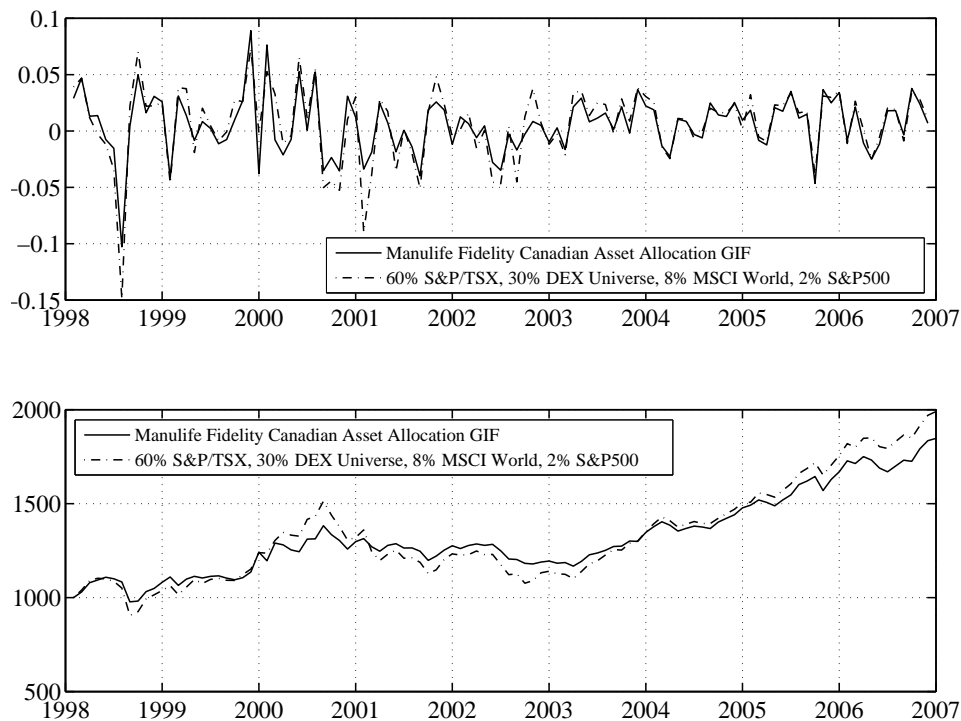 0.1
0.05
0
-0.05
−0.1
-0.15
1998 1999 2000 2001 2002 2003 2004 2005 2006 2007
Manulife Fidelity Canadian Asset Allocation GIF
60% S&P/TSX, 30% DEX Universe, 8% MSCI World, 2% S&P500
2000
1500
1000
500
1998 1999 2000 2001 2002 2003 2004 2005 2006 2007
Manulife Fidelity Canadian Asset Allocation GIF
60% S&P/TSX, 30% DEX Universe, 8% MSCI World, 2% S&P500